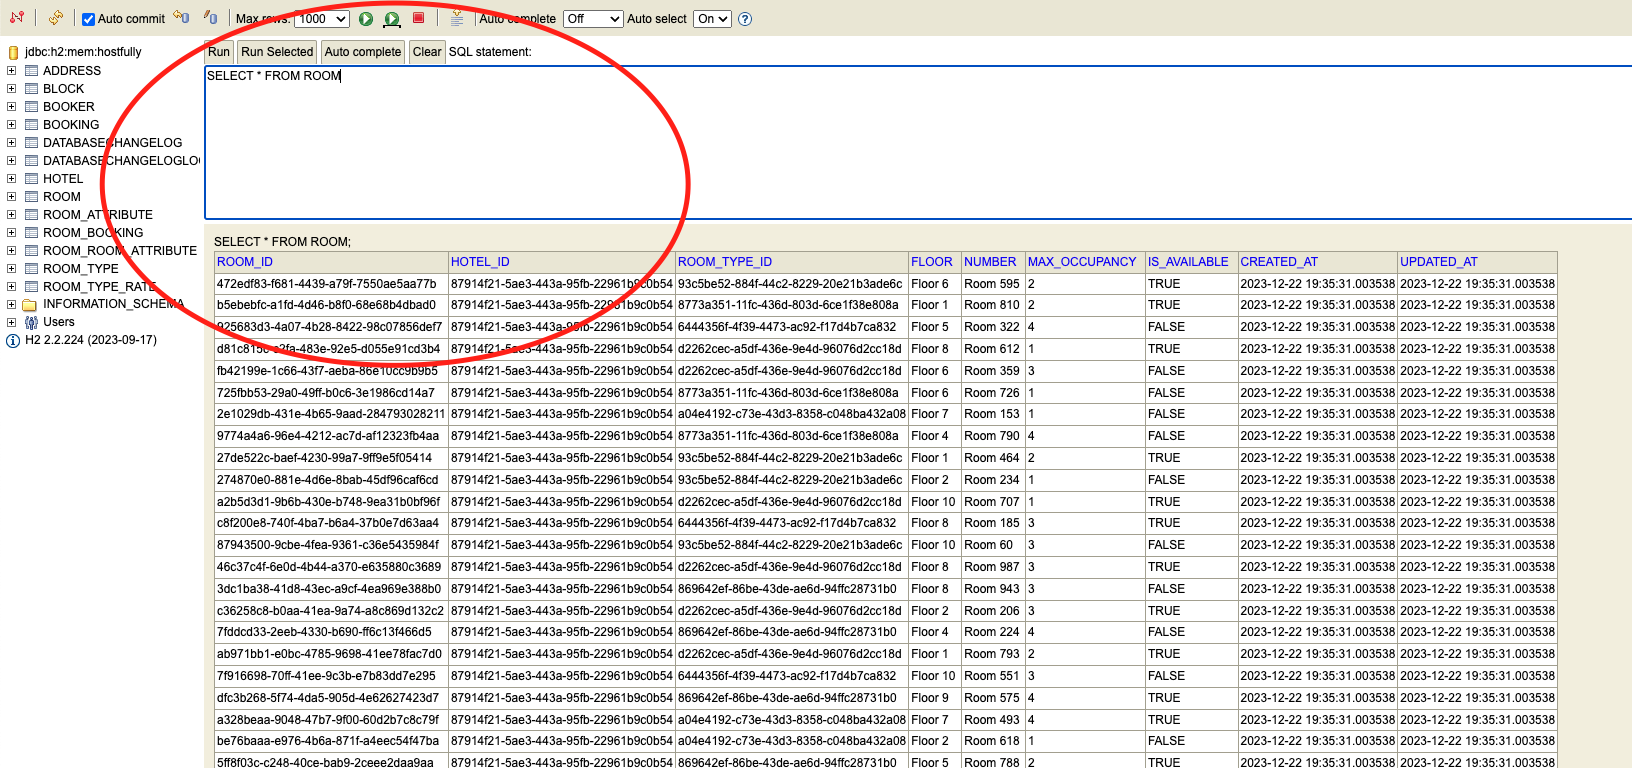 Auto commit Max rows: 1000 Auto complete Off Auto select On ?
jdbc:h2:mem:hostfully
ADDRESS
BLOCK
BOOKER
BOOKING
DATABASECHANGELOG
DATABASECHANGELOGLO
HOTEL
ROOM
ROOM_ATTRIBUTE
ROOM_BOOKING
ROOM_ROOM_ATTRIBUTE
ROOM_TYPE
ROOM_TYPE_RATE
INFORMATION_SCHEMA
Users
H2 2.2.224 (2023-09-17)
Run Run Selected Auto complete Clear SQL statement:
SELECT * FROM ROOM
SELECT * FROM ROOM;
ROOM_ID HOTEL_ID ROOM_TYPE_ID FLOOR NUMBER MAX_OCCUPANCY IS_AVAILABLE CREATED_AT UPDATED_AT
472edf83-f681-4439-a79f-7550ae5aa77b 87914f21-5ae3-443a-95fb-22961b9c0b54 93c5be52-884f-44c2-8229-20e21b3ade6c Floor 6 Room 595 2 TRUE 2023-12-22 19:35:31.003538 2023-12-22 19:35:31.003538
b5ebebfc-a1fd-4d46-b8f0-68e68b4dbad0 87914f21-5ae3-443a-95fb-22961b9c0b54 8773a351-11fc-436d-803d-6ce1f38e808a Floor 1 Room 810 2 TRUE 2023-12-22 19:35:31.003538 2023-12-22 19:35:31.003538
925683d3-4a07-4b28-8422-98c07856def7 87914f21-5ae3-443a-95fb-22961b9c0b54 6444356f-4f39-4473-ac92-f17d4b7ca832 Floor 5 Room 322 4 FALSE 2023-12-22 19:35:31.003538 2023-12-22 19:35:31.003538
87914f21-5ae3-443a-95fb-22961b9c0b54 d2262cec-a5df-436e-9e4d-96076d2cc18d Floor 8 Room 612 1 TRUE 2023-12-22 19:35:31.003538 2023-12-22 19:35:31.003538
fb42199e-1c66-43f7-aeba-86e10cc9b9b5 87914f21-5ae3-443a-95fb-22961b9c0b54 d2262cec-a5df-436e-9e4d-96076d2cc18d Floor 6 Room 359 3 FALSE 2023-12-22 19:35:31.003538 2023-12-22 19:35:31.003538
725fbb53-29a0-49ff-b0c6-3e1986cd14a7 87914f21-5ae3-443a-95fb-22961b9c0b54 8773a351-11fc-436d-803d-6ce1f38e808a Floor 6 Room 726 1 FALSE 2023-12-22 19:35:31.003538 2023-12-22 19:35:31.003538
2e1029db-431e-4b65-9aad-284793028211 87914f21-5ae3-443a-95fb-22961b9c0b54 a04e4192-c73e-43d3-8358-c048ba432a08 Floor 7 Room 153 1 FALSE 2023-12-22 19:35:31.003538 2023-12-22 19:35:31.003538
9774a4a6-96e4-4212-ac7d-af12323fb4aa 87914f21-5ae3-443a-95fb-22961b9c0b54 8773a351-11fc-436d-803d-6ce1f38e808a Floor 4 Room 790 4 FALSE 2023-12-22 19:35:31.003538 2023-12-22 19:35:31.003538
27de522c-baef-4230-99a7-9ff9e5f05414 87914f21-5ae3-443a-95fb-22961b9c0b54 93c5be52-884f-44c2-8229-20e21b3ade6c Floor 1 Room 464 2 TRUE 2023-12-22 19:35:31.003538 2023-12-22 19:35:31.003538
274870e0-881e-4d6e-8bab-45df96caf6cd 87914f21-5ae3-443a-95fb-22961b9c0b54 93c5be52-884f-44c2-8229-20e21b3ade6c Floor 2 Room 234 1 FALSE 2023-12-22 19:35:31.003538 2023-12-22 19:35:31.003538
a2b5d3d1-9b6b-430e-b748-9ea31b0bf96f 87914f21-5ae3-443a-95fb-22961b9c0b54 d2262cec-a5df-436e-9e4d-96076d2cc18d Floor 10 Room 707 1 TRUE 2023-12-22 19:35:31.003538 2023-12-22 19:35:31.003538
c8f200e8-740f-4ba7-b6a4-37b0e7d63aa4 87914f21-5ae3-443a-95fb-22961b9c0b54 6444356f-4f39-4473-ac92-f17d4b7ca832 Floor 8 Room 185 3 TRUE 2023-12-22 19:35:31.003538 2023-12-22 19:35:31.003538
87943500-9cbe-4fea-9361-c36e5435984f 87914f21-5ae3-443a-95fb-22961b9c0b54 93c5be52-884f-44c2-8229-20e21b3ade6c Floor 10 Room 60 3 FALSE 2023-12-22 19:35:31.003538 2023-12-22 19:35:31.003538
46c37c4f-6e0d-4b44-a370-e635880c3689 87914f21-5ae3-443a-95fb-22961b9c0b54 d2262cec-a5df-436e-9e4d-96076d2cc18d Floor 8 Room 987 3 TRUE 2023-12-22 19:35:31.003538 2023-12-22 19:35:31.003538
3dc1ba38-41d8-43ec-a9cf-4ea969e388b0 87914f21-5ae3-443a-95fb-22961b9c0b54 869642ef-86be-43de-ae6d-94ffc28731b0 Floor 8 Room 943 3 FALSE 2023-12-22 19:35:31.003538 2023-12-22 19:35:31.003538
c36258c8-b0aa-41ea-9a74-a8c869d132c2 87914f21-5ae3-443a-95fb-22961b9c0b54 d2262cec-a5df-436e-9e4d-96076d2cc18d Floor 2 Room 206 3 TRUE 2023-12-22 19:35:31.003538 2023-12-22 19:35:31.003538
7fddcd33-2eeb-4330-b690-ff6c13f466d5 87914f21-5ae3-443a-95fb-22961b9c0b54 869642ef-86be-43de-ae6d-94ffc28731b0 Floor 4 Room 224 4 FALSE 2023-12-22 19:35:31.003538 2023-12-22 19:35:31.003538
ab971bb1-e0bc-4785-9698-41ee78fac7d0 87914f21-5ae3-443a-95fb-22961b9c0b54 d2262cec-a5df-436e-9e4d-96076d2cc18d Floor 1 Room 793 2 TRUE 2023-12-22 19:35:31.003538 2023-12-22 19:35:31.003538
7f916698-70ff-41ee-9c3b-e7b83dd7e295 87914f21-5ae3-443a-95fb-22961b9c0b54 6444356f-4f39-4473-ac92-f17d4b7ca832 Floor 10 Room 551 3 FALSE 2023-12-22 19:35:31.003538 2023-12-22 19:35:31.003538
dfc3b268-5f74-4da5-905d-4e62627423d7 87914f21-5ae3-443a-95fb-22961b9c0b54 869642ef-86be-43de-ae6d-94ffc28731b0 Floor 9 Room 575 4 TRUE 2023-12-22 19:35:31.003538 2023-12-22 19:35:31.003538
a328beaa-9048-47b7-9f00-60d2b7c8c79f 87914f21-5ae3-443a-95fb-22961b9c0b54 a04e4192-c73e-43d3-8358-c048ba432a08 Floor 7 Room 493 4 TRUE 2023-12-22 19:35:31.003538 2023-12-22 19:35:31.003538
be76baaa-e976-4b6a-871f-a4eec54f47ba 87914f21-5ae3-443a-95fb-22961b9c0b54 a04e4192-c73e-43d3-8358-c048ba432a08 Floor 2 Room 618 1 FALSE 2023-12-22 19:35:31.003538 2023-12-22 19:35:31.003538
5ff8f03c-c248-40ce-bab9-2ceee2daa9aa 87914f21-5ae3-443a-95fb-22961b9c0b54 869642ef-86be-43de-ae6d-94ffc28731b0 Floor 5 Room 788 2 TRUE 2023-12-22 19:35:31.003538 2023-12-22 19:35:31.003538